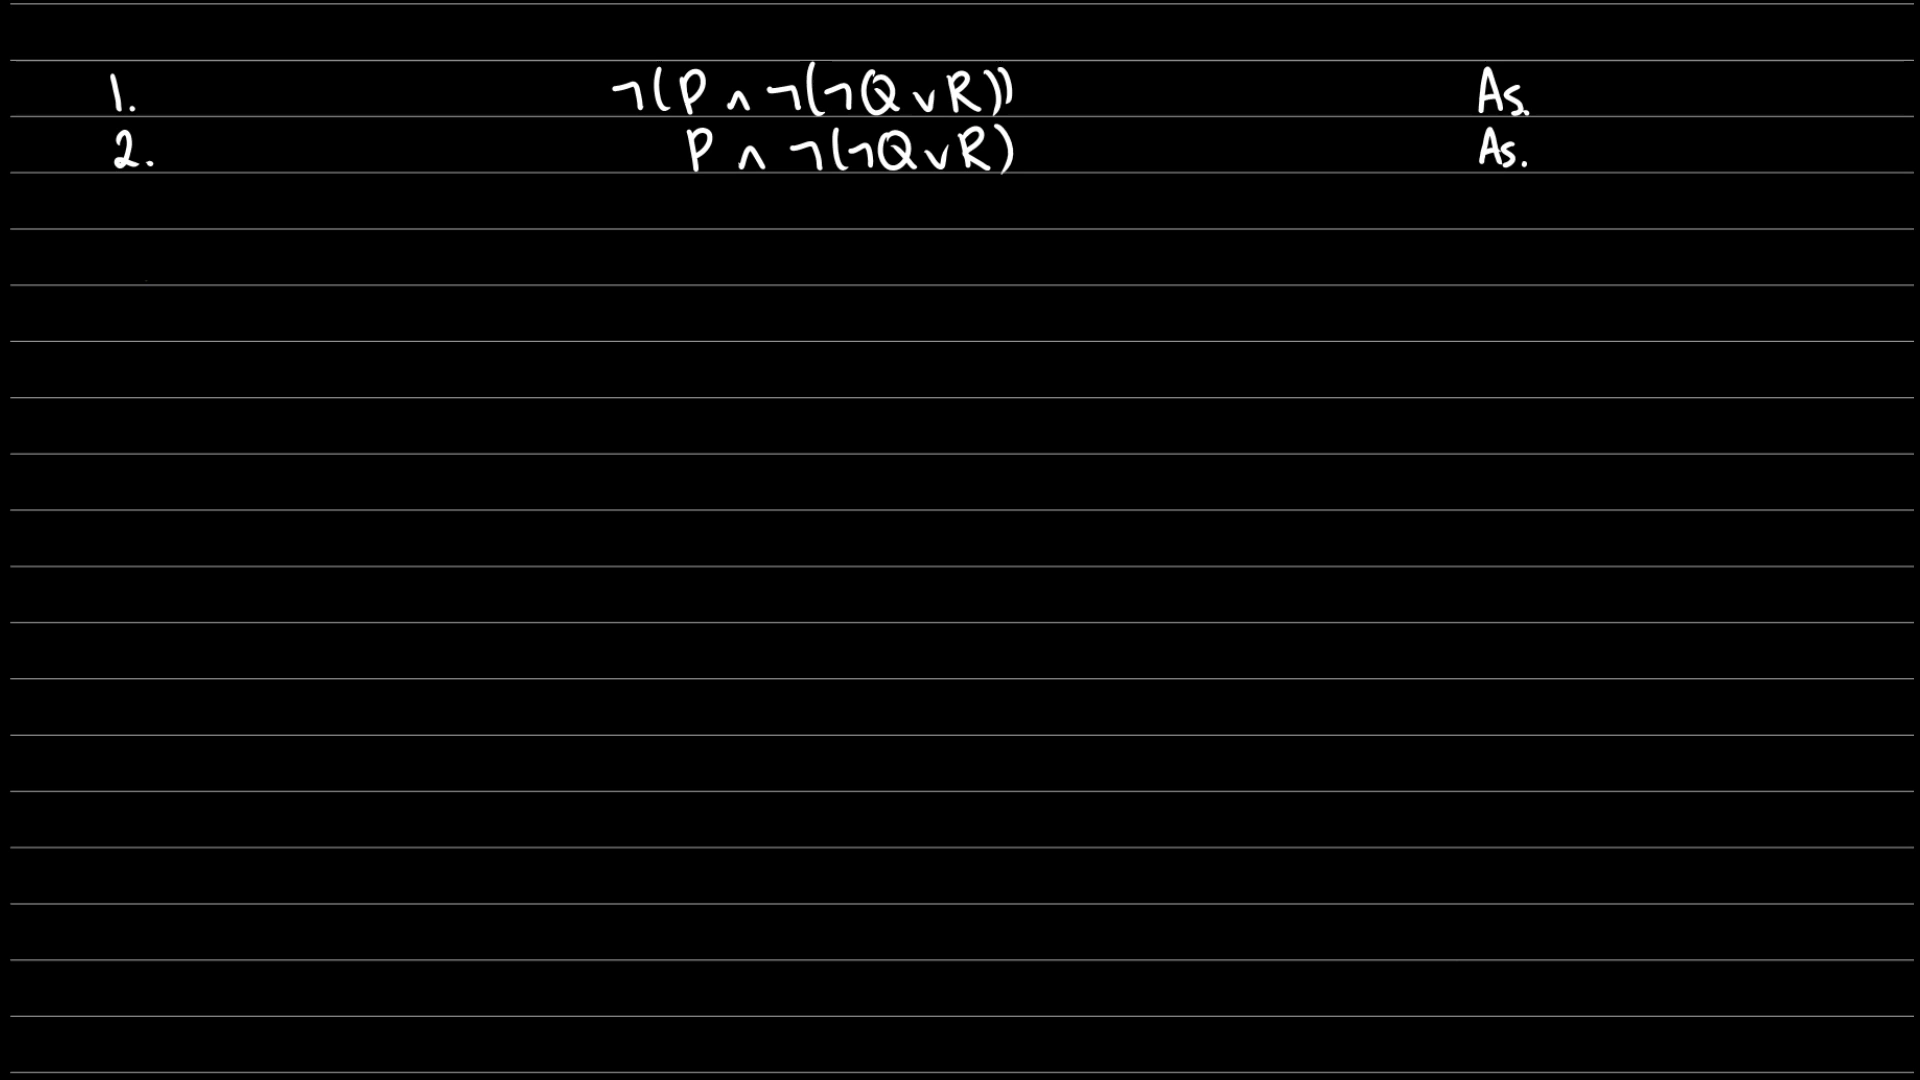 1. ¬(P ∧ ¬(¬Q ∨ R)) As.
2. P ∧ ¬(¬Q ∨ R) As.